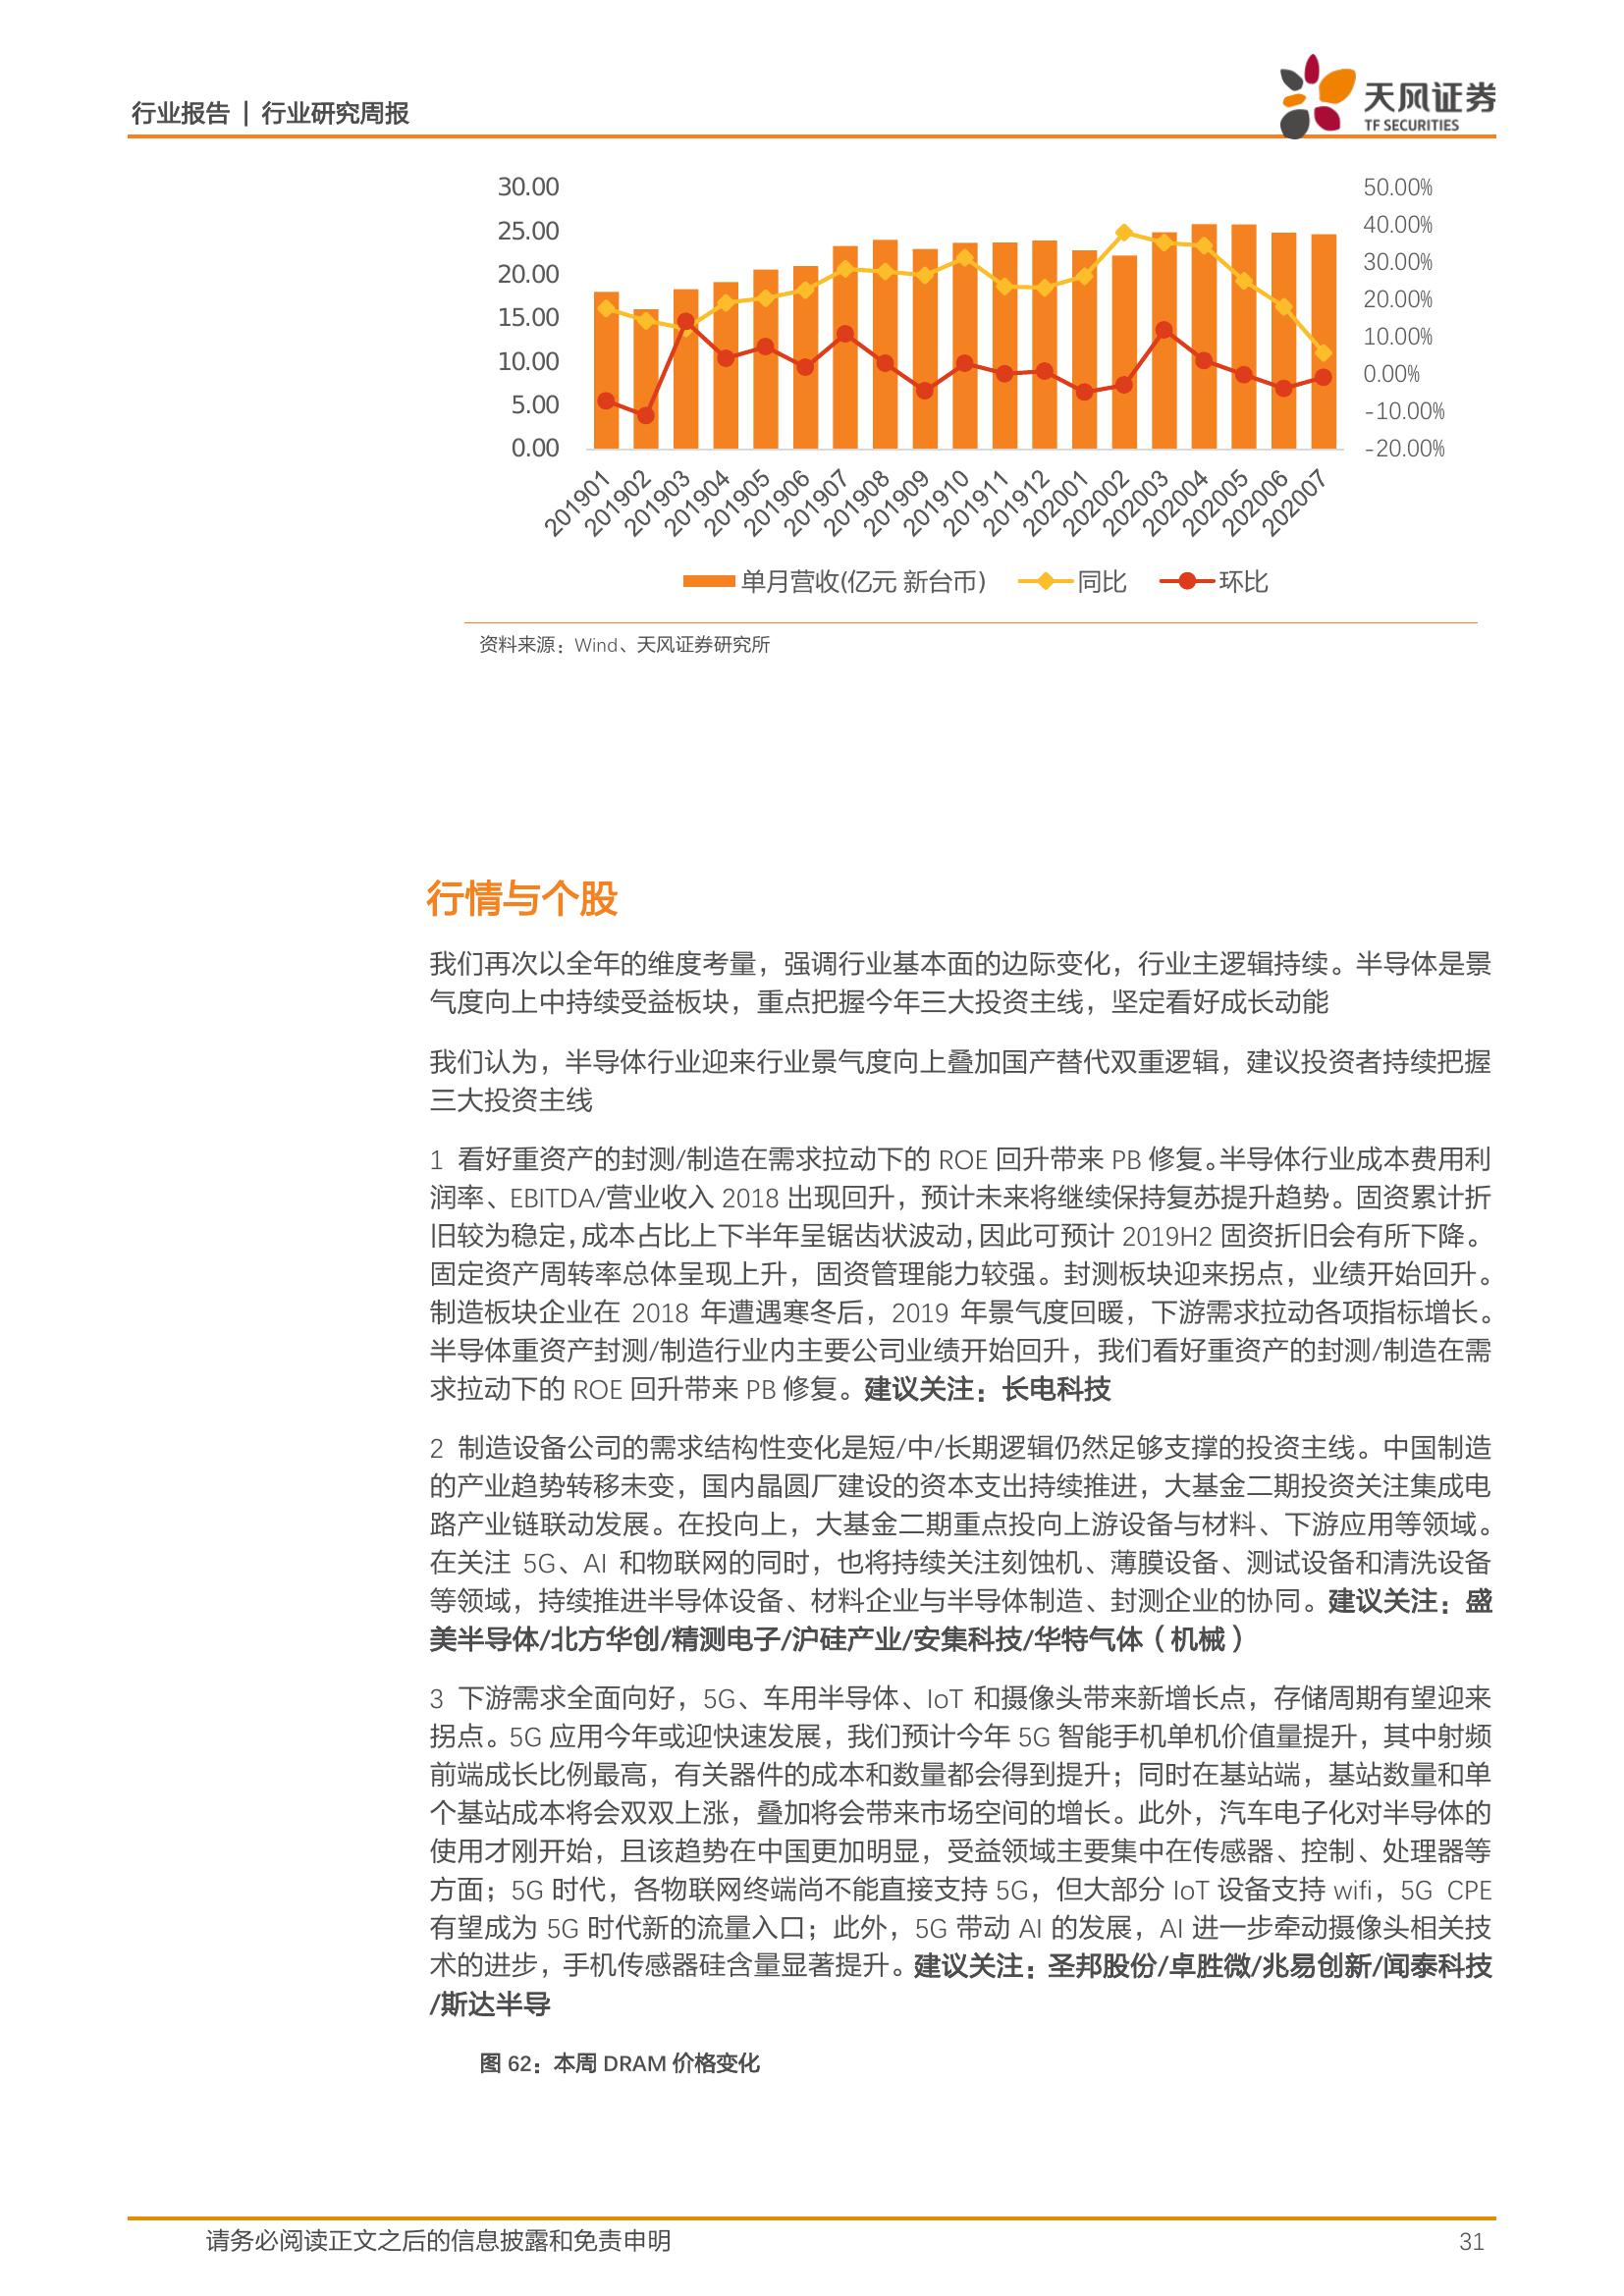 行业报告 | 行业研究周报
天风证券
TF SECURITIES
30.00
25.00
20.00
15.00
10.00
5.00
0.00
50.00%
40.00%
30.00%
20.00%
10.00%
0.00%
-10.00%
-20.00%
201901
201902
201903
201904
201905
201906
201907
201908
201909
201910
201911
201912
202001
202002
202003
202004
202005
202006
202007
单月营收(亿元 新台币) 同比 环比
资料来源：Wind、天风证券研究所
行情与个股
我们再次以全年的维度考量，强调行业基本面的边际变化，行业主逻辑持续。半导体是景
气度向上中持续受益板块，重点把握今年三大投资主线，坚定看好成长动能
我们认为，半导体行业迎来行业景气度向上叠加国产替代双重逻辑，建议投资者持续把握
三大投资主线
1 看好重资产的封测/制造在需求拉动下的 ROE 回升带来 PB 修复。半导体行业成本费用利
润率、EBITDA/营业收入 2018 出现回升，预计未来将继续保持复苏提升趋势。固资累计折
旧较为稳定，成本占比上下半年呈锯齿状波动，因此可预计 2019H2 固资折旧会有所下降。
固定资产周转率总体呈现上升，固资管理能力较强。封测板块迎来拐点，业绩开始回升。
制造板块企业在 2018 年遭遇寒冬后，2019 年景气度回暖，下游需求拉动各项指标增长。
半导体重资产封测/制造行业内主要公司业绩开始回升，我们看好重资产的封测/制造在需
求拉动下的 ROE 回升带来 PB 修复。建议关注：长电科技
2 制造设备公司的需求结构性变化是短/中/长期逻辑仍然足够支撑的投资主线。中国制造
的产业趋势转移未变，国内晶圆厂建设的资本支出持续推进，大基金二期投资关注集成电
路产业链联动发展。在投向上，大基金二期重点投向上游设备与材料、下游应用等领域。
在关注 5G、AI 和物联网的同时，也将持续关注刻蚀机、薄膜设备、测试设备和清洗设备
等领域，持续推进半导体设备、材料企业与半导体制造、封测企业的协同。建议关注：盛
美半导体/北方华创/精测电子/沪硅产业/安集科技/华特气体（机械）
3 下游需求全面向好，5G、车用半导体、IoT 和摄像头带来新增长点，存储周期有望迎来
拐点。5G 应用今年或迎快速发展，我们预计今年 5G 智能手机单机价值量提升，其中射频
前端成长比例最高，有关器件的成本和数量都会得到提升；同时在基站端，基站数量和单
个基站成本将会双双上涨，叠加将会带来市场空间的增长。此外，汽车电子化对半导体的
使用才刚开始，且该趋势在中国更加明显，受益领域主要集中在传感器、控制、处理器等
方面；5G 时代，各物联网终端尚不能直接支持 5G，但大部分 IoT 设备支持 wifi，5G CPE
有望成为 5G 时代新的流量入口；此外，5G 带动 AI 的发展，AI 进一步牵动摄像头相关技
术的进步，手机传感器硅含量显著提升。建议关注：圣邦股份/卓胜微/兆易创新/闻泰科技
/斯达半导
图 62：本周 DRAM 价格变化
请务必阅读正文之后的信息披露和免责申明
31